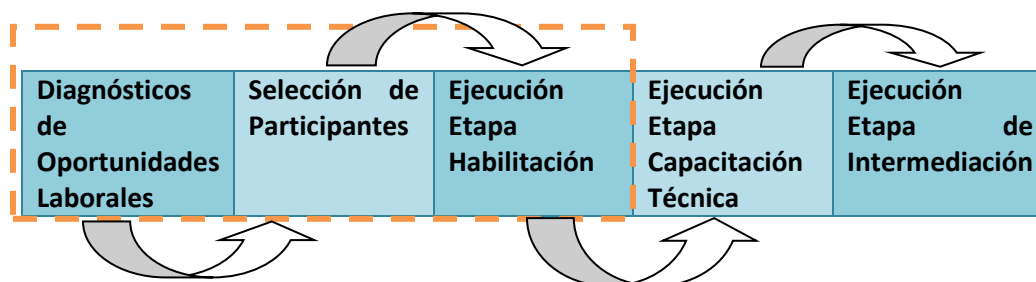 Diagnósticos
de
Oportunidades
Laborales
Selección de
Participantes
Ejecución
Etapa
Habilitación
Ejecución
Etapa
Capacitación
Técnica
Ejecución
Etapa de
Intermediación